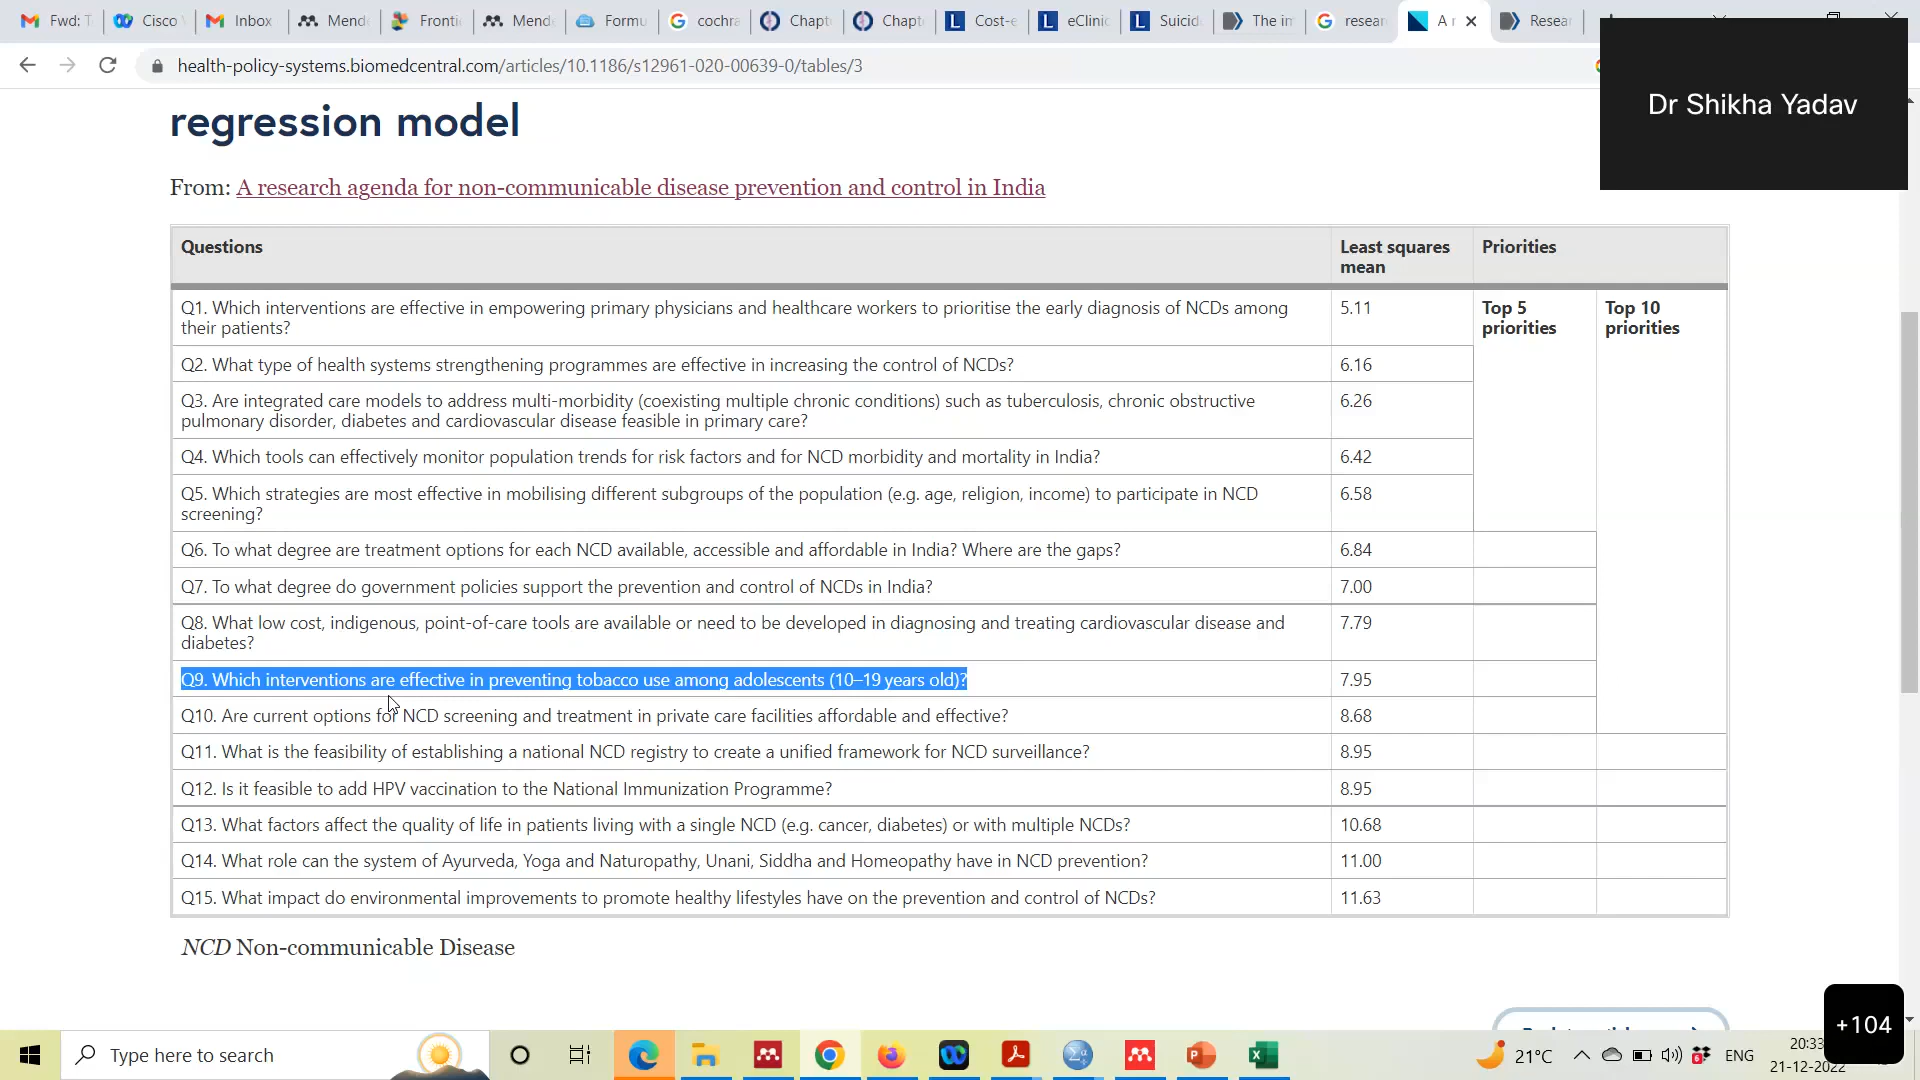 Fwd: T
Cisco
Inbox
Mend
Frontie
Mend
Formu
cochra
Chapt
Chapt
Cost-e
eClinic
Suicid
The im
resear
A r
Resear
health-policy-systems.biomedcentral.com/articles/10.1186/s12961-020-00639-0/tables/3
Dr Shikha Yadav
regression model
From: A research agenda for non-communicable disease prevention and control in India
Questions
Least squares
mean
Priorities
Q1. Which interventions are effective in empowering primary physicians and healthcare workers to prioritise the early diagnosis of NCDs among
their patients?
5.11
Top 5
priorities
Top 10
priorities
Q2. What type of health systems strengthening programmes are effective in increasing the control of NCDs?
6.16
Q3. Are integrated care models to address multi-morbidity (coexisting multiple chronic conditions) such as tuberculosis, chronic obstructive
pulmonary disorder, diabetes and cardiovascular disease feasible in primary care?
6.26
Q4. Which tools can effectively monitor population trends for risk factors and for NCD morbidity and mortality in India?
6.42
Q5. Which strategies are most effective in mobilising different subgroups of the population (e.g. age, religion, income) to participate in NCD
screening?
6.58
Q6. To what degree are treatment options for each NCD available, accessible and affordable in India? Where are the gaps?
6.84
Q7. To what degree do government policies support the prevention and control of NCDs in India?
7.00
Q8. What low cost, indigenous, point-of-care tools are available or need to be developed in diagnosing and treating cardiovascular disease and
diabetes?
7.79
Q9. Which interventions are effective in preventing tobacco use among adolescents (10–19 years old)?
7.95
Q10. Are current options for NCD screening and treatment in private care facilities affordable and effective?
8.68
Q11. What is the feasibility of establishing a national NCD registry to create a unified framework for NCD surveillance?
8.95
Q12. Is it feasible to add HPV vaccination to the National Immunization Programme?
8.95
Q13. What factors affect the quality of life in patients living with a single NCD (e.g. cancer, diabetes) or with multiple NCDs?
10.68
Q14. What role can the system of Ayurveda, Yoga and Naturopathy, Unani, Siddha and Homeopathy have in NCD prevention?
11.00
Q15. What impact do environmental improvements to promote healthy lifestyles have on the prevention and control of NCDs?
11.63
NCD Non-communicable Disease
+104
Type here to search
21°C
ENG
20:33
21-12-2022